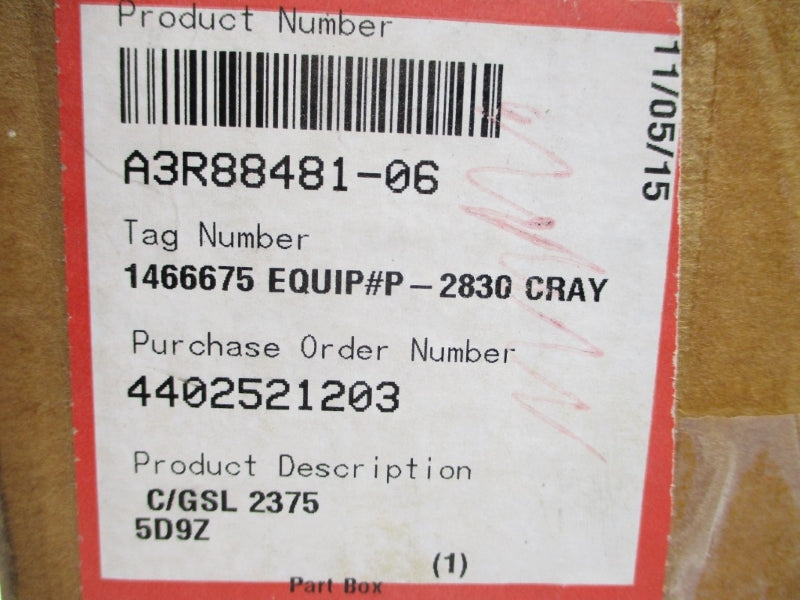 Product Number
A3R88481-06
Tag Number
1466675 EQUIP#P-2830 CRAY
Purchase Order Number
4402521203
Product Description
C/GSL 2375
5D9Z
(1)
Part Box
11/05/15